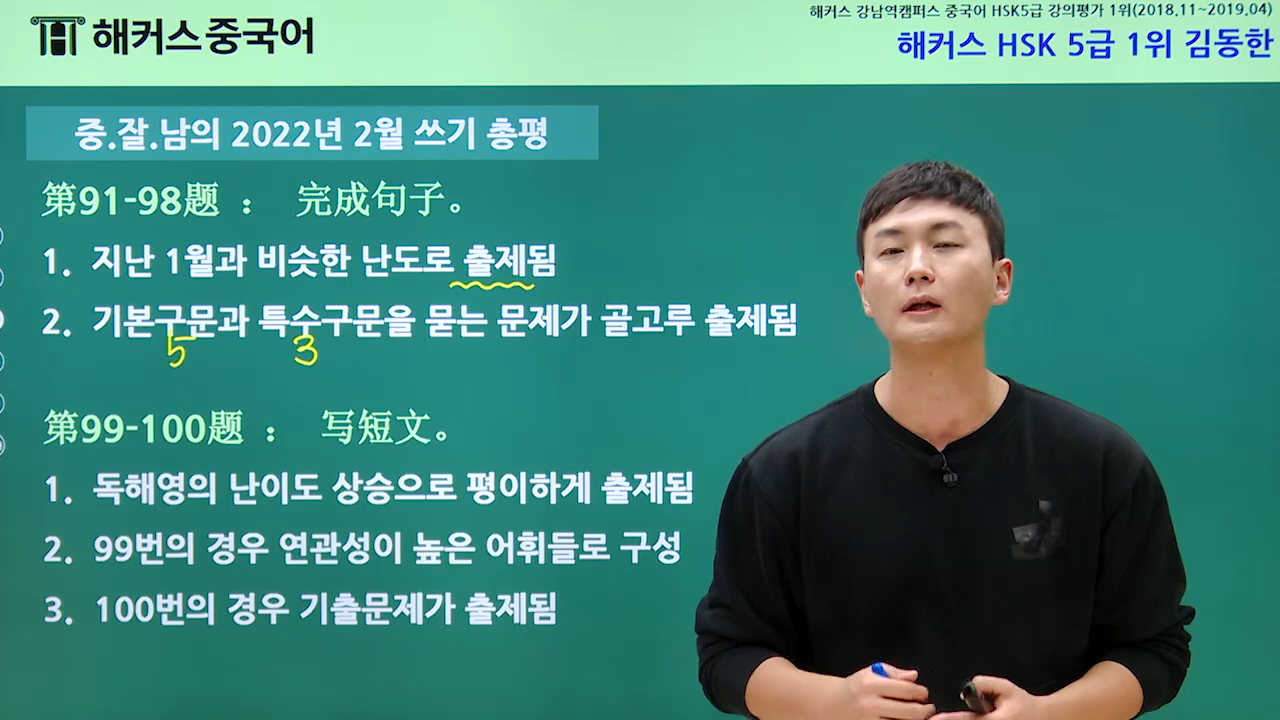 해커스중국어
해커스 강남역캠퍼스 중국어 HSK5급 강의평가 1위(2018.11~2019.04)
해커스 HSK 5급 1위 김동한
중.잘.남의 2022년 2월 쓰기 총평
第91-98题 : 完成句子。
1. 지난 1월과 비슷한 난도로 출제됨
2. 기본구문과 특수구문을 묻는 문제가 골고루 출제됨
5 3
第99-100题 : 写短文。
1. 독해영의 난이도 상승으로 평이하게 출제됨
2. 99번의 경우 연관성이 높은 어휘들로 구성
3. 100번의 경우 기출문제가 출제됨